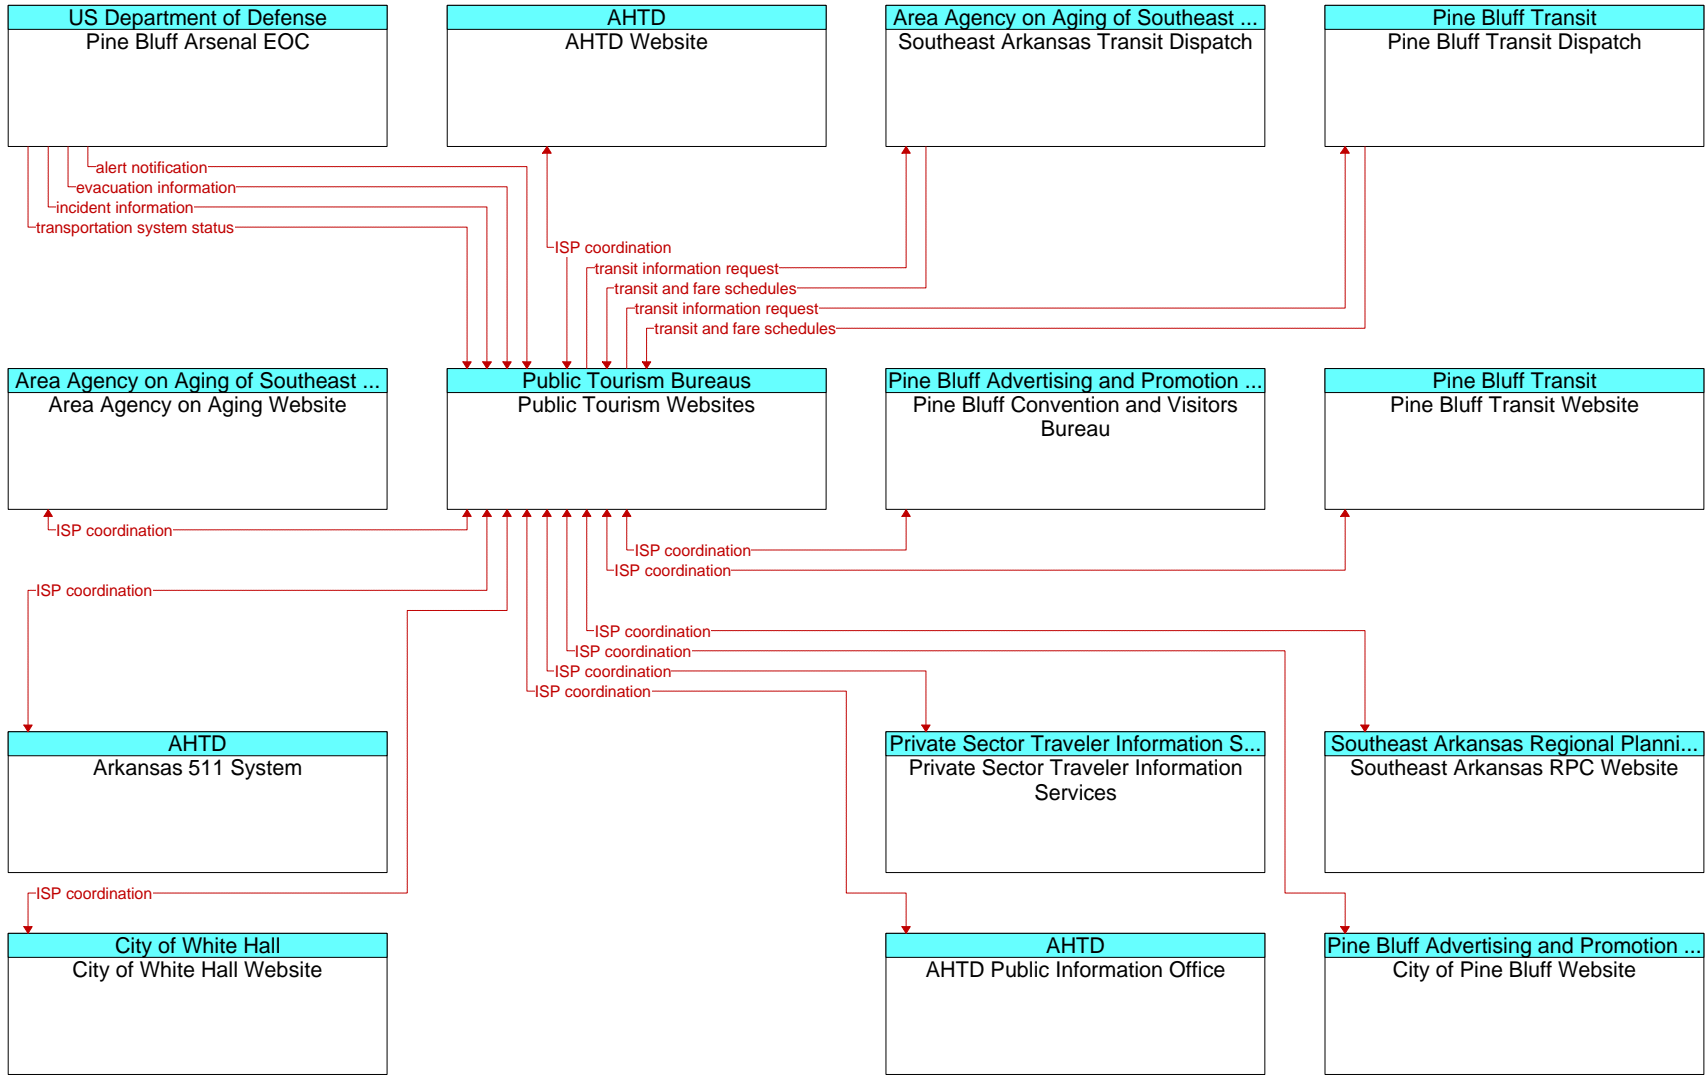 US Department of Defense
Pine Bluff Arsenal EOC
AHTD
AHTD Website
Area Agency on Aging of Southeast ...
Southeast Arkansas Transit Dispatch
Pine Bluff Transit
Pine Bluff Transit Dispatch
alert notification
evacuation information
incident information
transportation system status
ISP coordination
transit information request
transit and fare schedules
transit information request
transit and fare schedules
Area Agency on Aging of Southeast ...
Area Agency on Aging Website
Public Tourism Bureaus
Public Tourism Websites
Pine Bluff Advertising and Promotion ...
Pine Bluff Convention and Visitors
Bureau
Pine Bluff Transit
Pine Bluff Transit Website
ISP coordination
ISP coordination
ISP coordination
ISP coordination
ISP coordination
ISP coordination
ISP coordination
ISP coordination
AHTD
Arkansas 511 System
Private Sector Traveler Information S...
Private Sector Traveler Information
Services
Southeast Arkansas Regional Planni...
Southeast Arkansas RPC Website
ISP coordination
City of White Hall
City of White Hall Website
AHTD
AHTD Public Information Office
Pine Bluff Advertising and Promotion ...
City of Pine Bluff Website